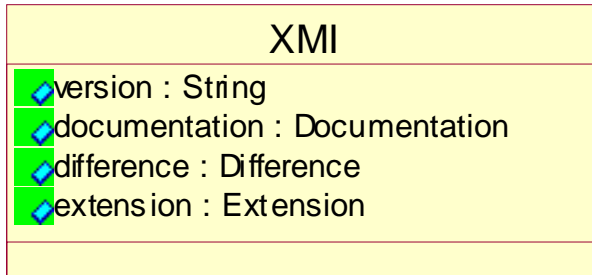 XMI
version : String
documentation : Documentation
difference : Difference
extension : Extension